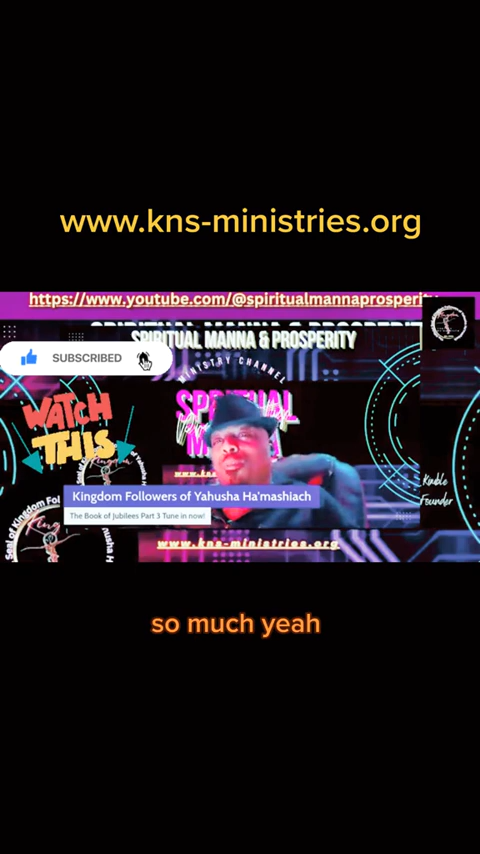 www.kns-ministries.org
https://www.youtube.com/@spiritualmannaprosperity
SPIRITUAL MANNA & PROSPERITY
SUBSCRIBED
MINISTRY CHANNEL
WATCH
THIS
SPIRITUAL
MANNA
Kingdom Followers of Yahusha Ha'mashiach
The Book of Jubilees Part 3 Tune in now!
Founder
www.kns-ministries.org
so much yeah